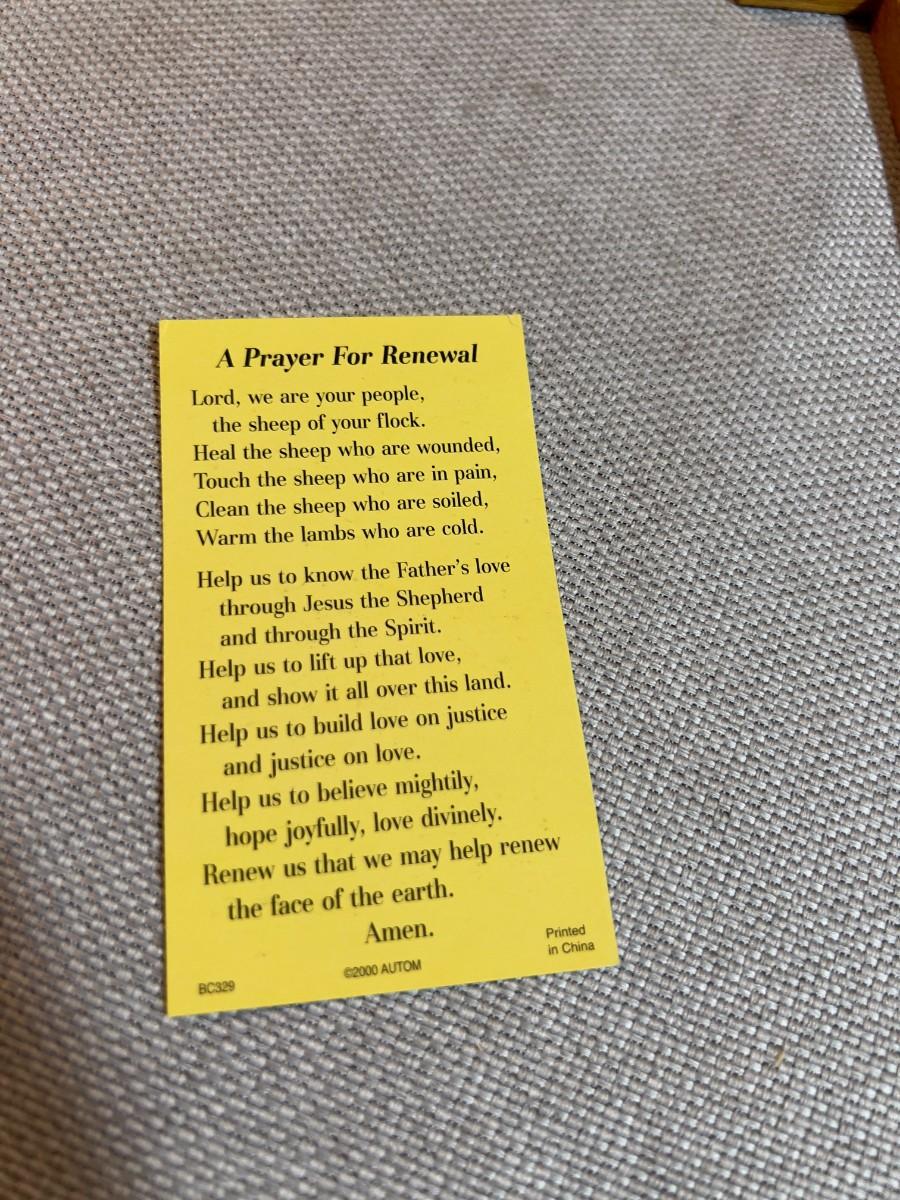 A Prayer For Renewal
Lord, we are your people,
the sheep of your flock.
Heal the sheep who are wounded,
Touch the sheep who are in pain,
Clean the sheep who are soiled,
Warm the lambs who are cold.
Help us to know the Father's love
through Jesus the Shepherd
and through the Spirit.
Help us to lift up that love,
and show it all over this land.
Help us to build love on justice
and justice on love.
Help us to believe mightily,
hope joyfully, love divinely.
Renew us that we may help renew
the face of the earth.
Amen.
BC329
©2000 AUTOM
Printed
in China